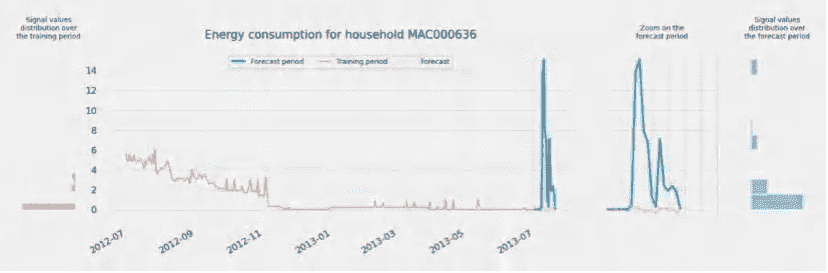 Signal values
distribution over
the training period
Energy consumption for household MAC000636
Forecast period
Training period
Forecast
Zoom on the
forecast period
Signal values
distribution over
the forecast period
14
12
10
8
6
4
2
0
2012-07
2012-09
2012-11
2013-01
2013-03
2013-05
2013-07